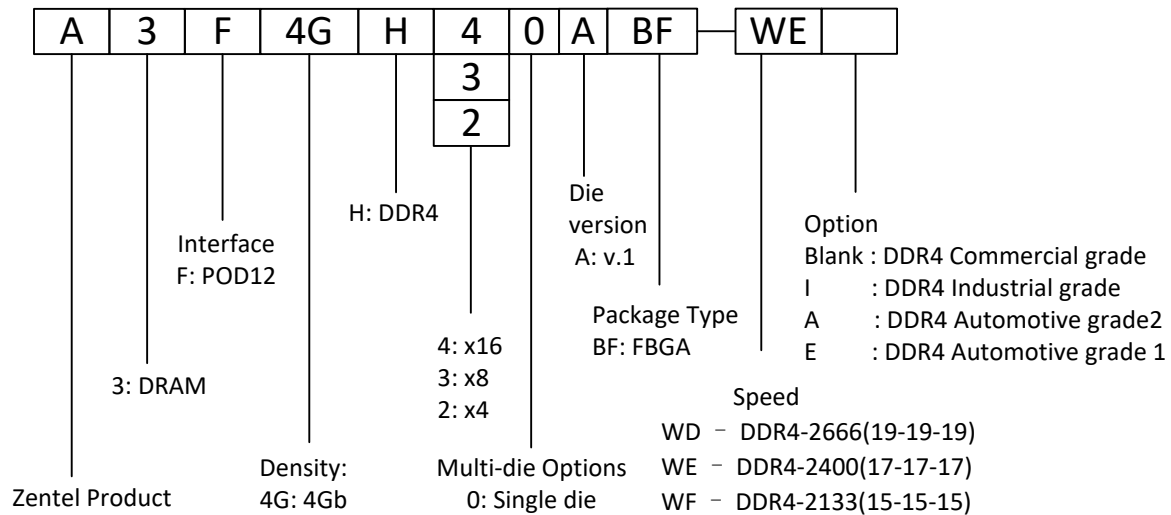 A 3 F 4G H 4 0 A BF WE
3
2
Zentel Product
3: DRAM
Interface
F: POD12
Density:
4G: 4Gb
H: DDR4
4: x16
3: x8
2: x4
Multi-die Options
0: Single die
Die
version
A: v.1
Package Type
BF: FBGA
Speed
WD – DDR4-2666(19-19-19)
WE – DDR4-2400(17-17-17)
WF – DDR4-2133(15-15-15)
Option
Blank : DDR4 Commercial grade
I : DDR4 Industrial grade
A : DDR4 Automotive grade2
E : DDR4 Automotive grade 1